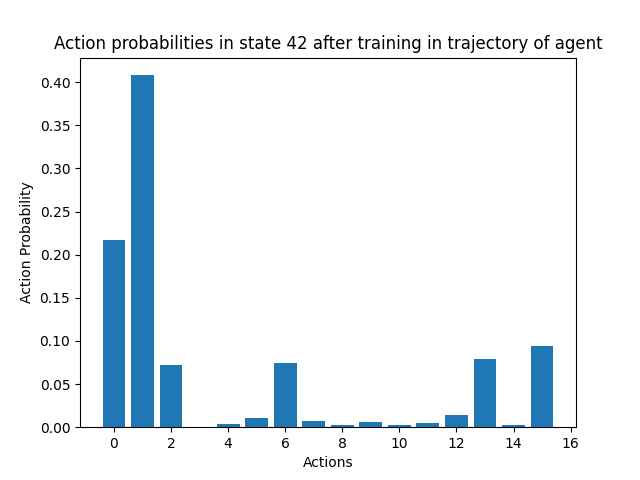 Action probabilities in state 42 after training in trajectory of agent
0.40
0.35
0.30
0.25
0.20
0.15
0.10
0.05
0.00
Action Probability
0 2 4 6 8 10 12 14 16
Actions